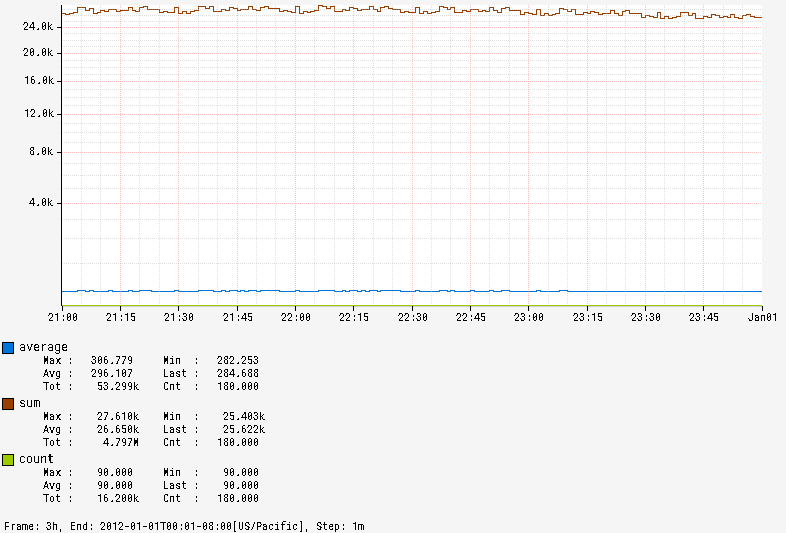 24.0k
20.0k
16.0k
12.0k
8.0k
4.0k
21:00 21:15 21:30 21:45 22:00 22:15 22:30 22:45 23:00 23:15 23:30 23:45 Jan01
average
Max : 306.779 Min : 282.253
Avg : 296.107 Last : 284.688
Tot : 53.299k Cnt : 180.000
sum
Max : 27.610k Min : 25.403k
Avg : 26.650k Last : 25.622k
Tot : 4.797M Cnt : 180.000
count
Max : 90.000 Min : 90.000
Avg : 90.000 Last : 90.000
Tot : 16.200k Cnt : 180.000
Frame: 3h, End: 2012-01-01T00:01-08:00[US/Pacific], Step: 1m